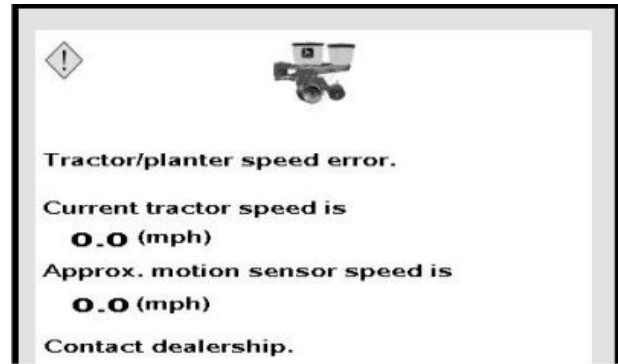 Tractor/planter speed error.
Current tractor speed is
0.0 (mph)
Approx. motion sensor speed is
0.0 (mph)
Contact dealership.